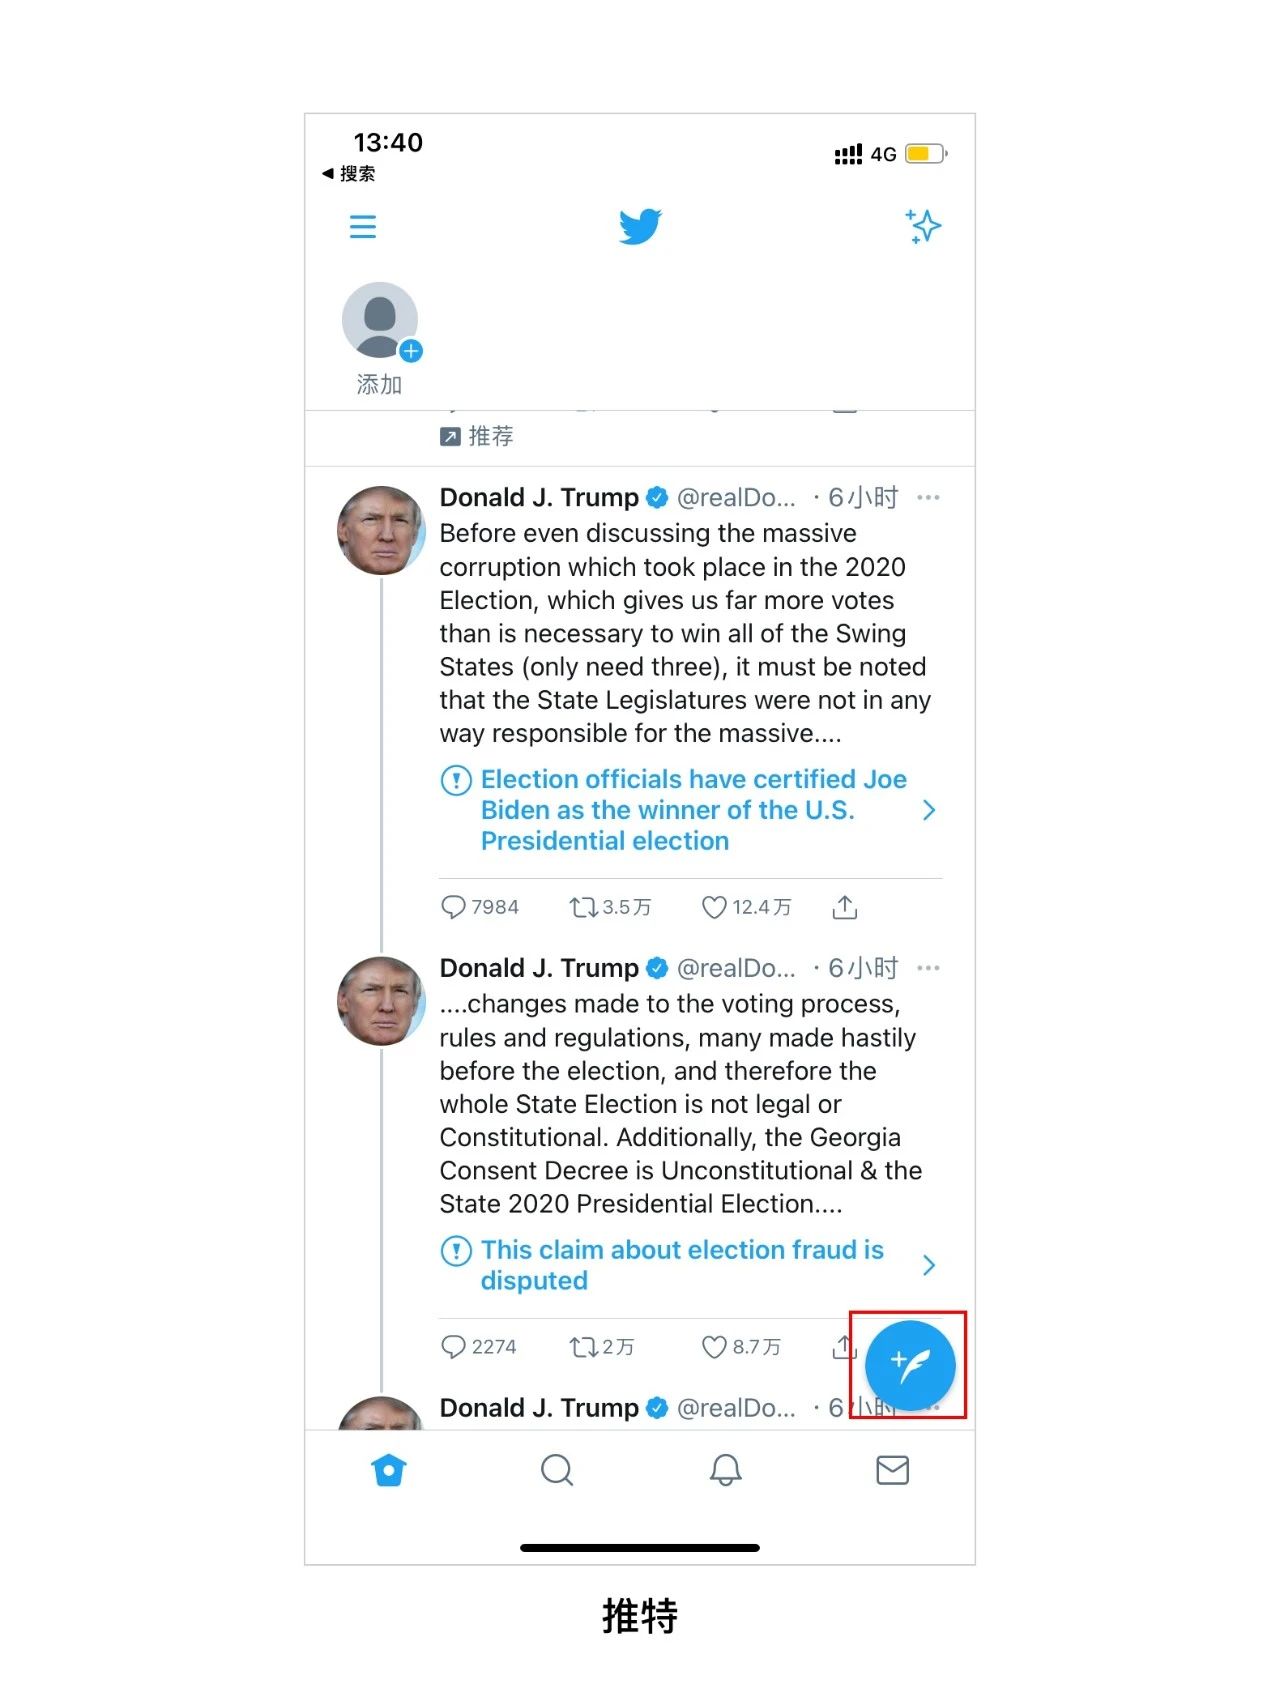 13:40
◀ 搜索
4G
添加
推荐
Donald J. Trump @realDo... · 6小时 ...
Before even discussing the massive
corruption which took place in the 2020
Election, which gives us far more votes
than is necessary to win all of the Swing
States (only need three), it must be noted
that the State Legislatures were not in any
way responsible for the massive....
Election officials have certified Joe
Biden as the winner of the U.S.
Presidential election
7984 3.5万 12.4万
Donald J. Trump @realDo... · 6小时 ...
....changes made to the voting process,
rules and regulations, many made hastily
before the election, and therefore the
whole State Election is not legal or
Constitutional. Additionally, the Georgia
Consent Decree is Unconstitutional & the
State 2020 Presidential Election....
This claim about election fraud is
disputed
2274 2万 8.7万
Donald J. Trump @realDo... · 6小时
推特